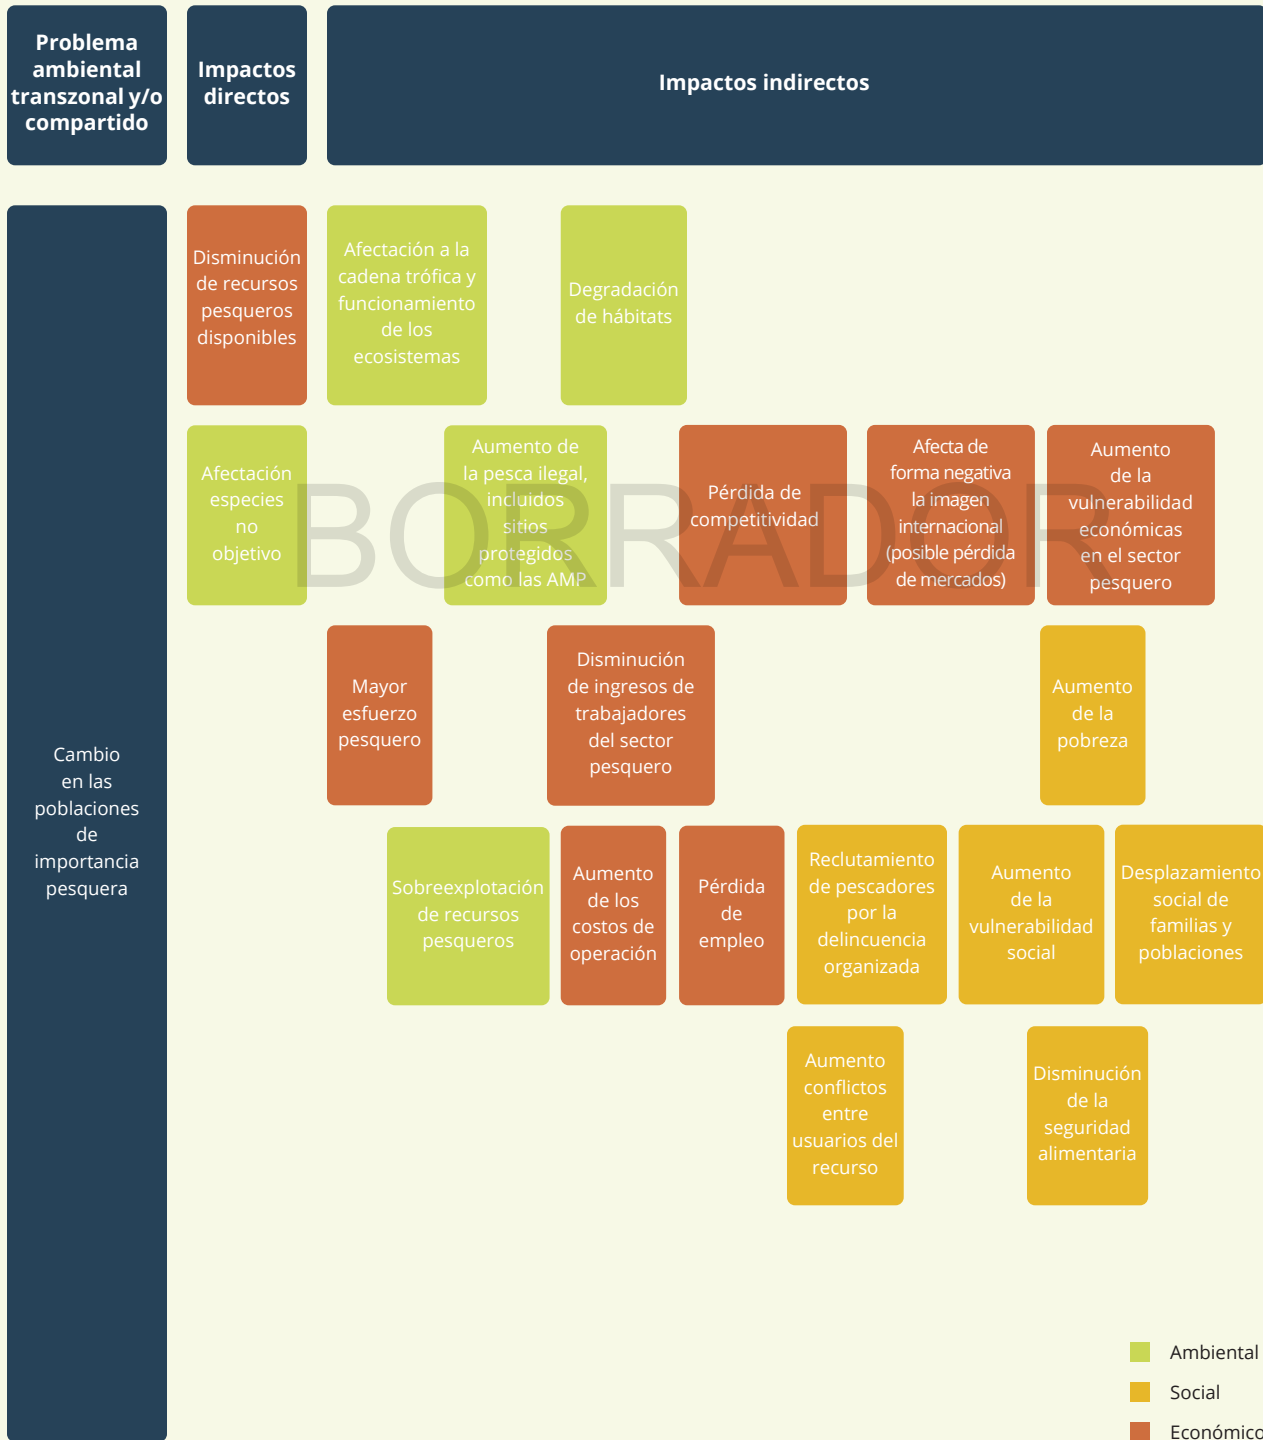 Problema
ambiental
transzonal y/o
compartido
Impactos
directos
Impactos indirectos
Cambio
en las
poblaciones
de
importancia
pesquera
Disminución
de recursos
pesqueros
disponibles
Afectación a la
cadena trófica y
funcionamiento
de los
ecosistemas
Degradación
de hábitats
Afectación
especies
no
objetivo
Aumento de
la pesca ilegal,
incluidos
sitios
protegidos
como las AMP
Pérdida de
competitividad
Afecta de
forma negativa
la imagen
internacional
(posible pérdida
de mercados)
Aumento
de la
vulnerabilidad
económicas
en el sector
pesquero
BORRADOR
Mayor
esfuerzo
pesquero
Disminución
de ingresos de
trabajadores
del sector
pesquero
Aumento
de la
pobreza
Sobreexplotación
de recursos
pesqueros
Aumento
de los
costos de
operación
Pérdida
de
empleo
Reclutamiento
de pescadores
por la
delincuencia
organizada
Aumento
de la
vulnerabilidad
social
Desplazamiento
social de
familias y
poblaciones
Aumento
conflictos
entre
usuarios del
recurso
Disminución
de la
seguridad
alimentaria
Ambiental
Social
Económico